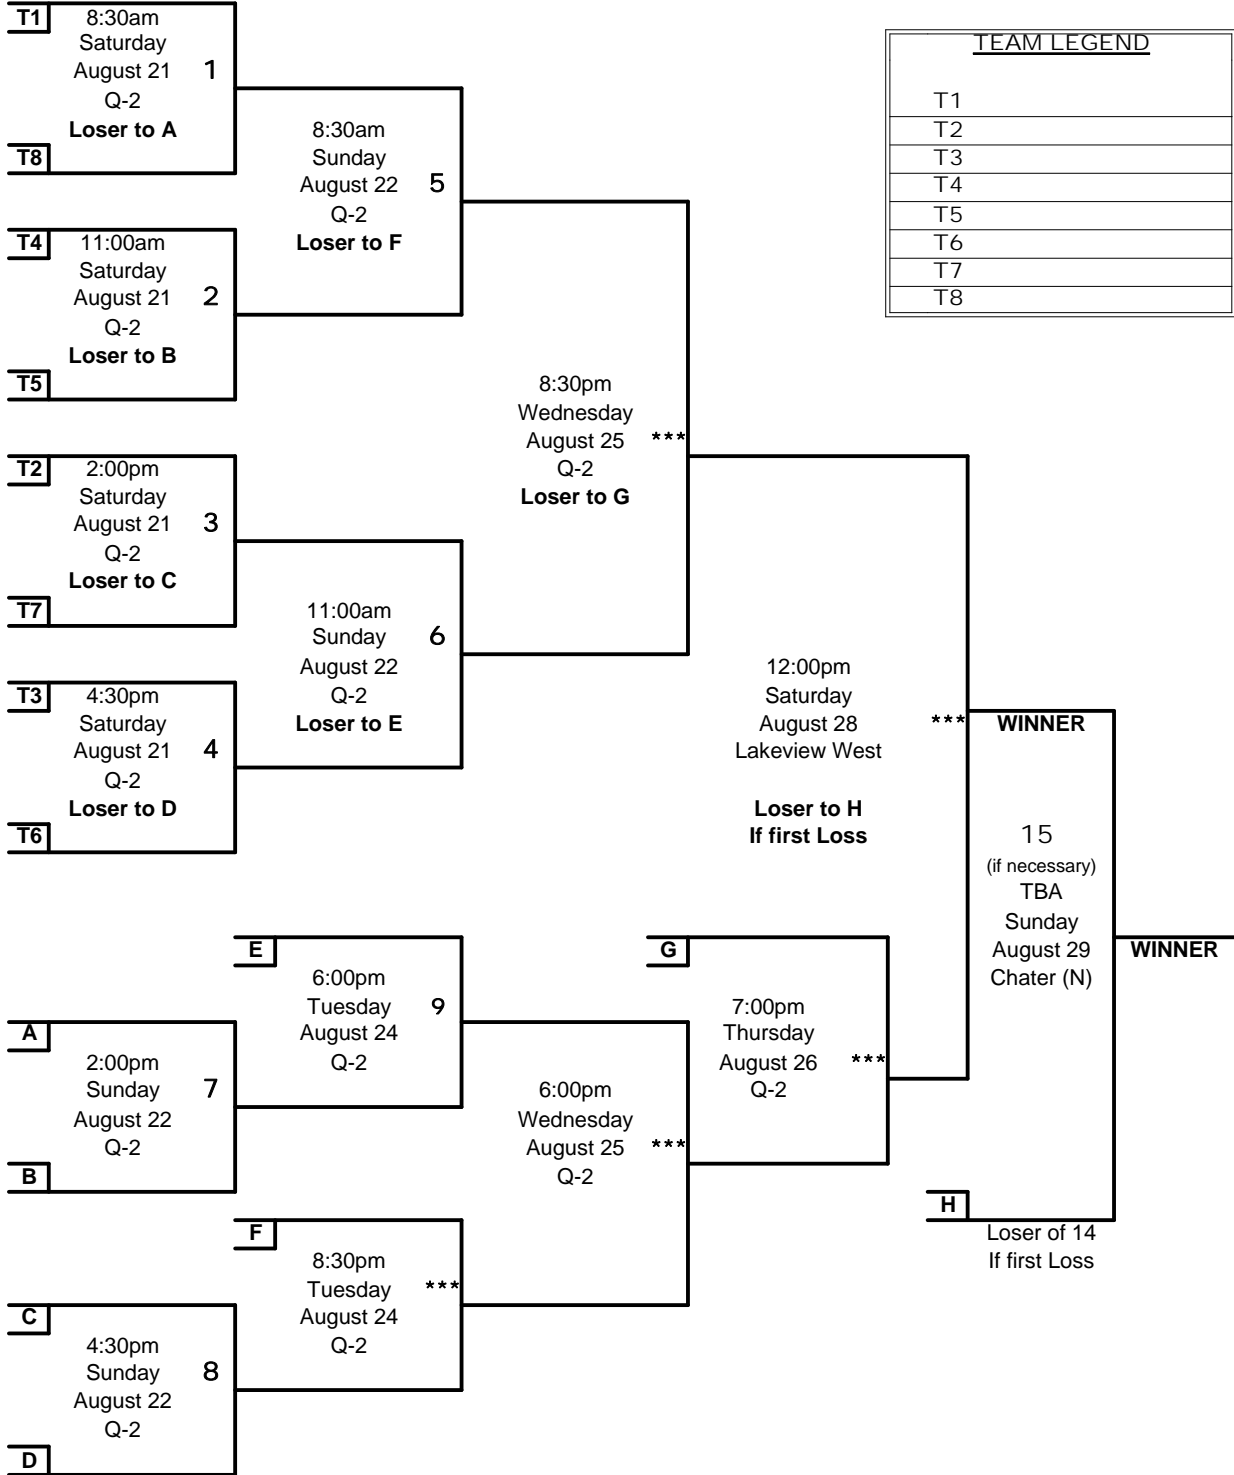 T1
8:30am
Saturday
August 21
1
Q-2
Loser to A
T8
T4
11:00am
Saturday
August 21
2
Q-2
Loser to B
T5
T2
2:00pm
Saturday
August 21
3
Q-2
Loser to C
T7
T3
4:30pm
Saturday
August 21
4
Q-2
Loser to D
T6
8:30am
Sunday
August 22
5
Q-2
Loser to F
11:00am
Sunday
August 22
6
Q-2
Loser to E
8:30pm
Wednesday
August 25
***
Q-2
Loser to G
TEAM LEGEND
T1
T2
T3
T4
T5
T6
T7
T8
12:00pm
Saturday
August 28
***
Lakeview West
Loser to H
If first Loss
WINNER
15
(if necessary)
TBA
Sunday
August 29
Chater (N)
WINNER
H
Loser of 14
If first Loss
A
2:00pm
Sunday
August 22
7
Q-2
B
C
4:30pm
Sunday
August 22
8
Q-2
D
E
6:00pm
Tuesday
August 24
9
Q-2
F
8:30pm
Tuesday
August 24
***
Q-2
6:00pm
Wednesday
August 25
***
Q-2
G
7:00pm
Thursday
August 26
***
Q-2